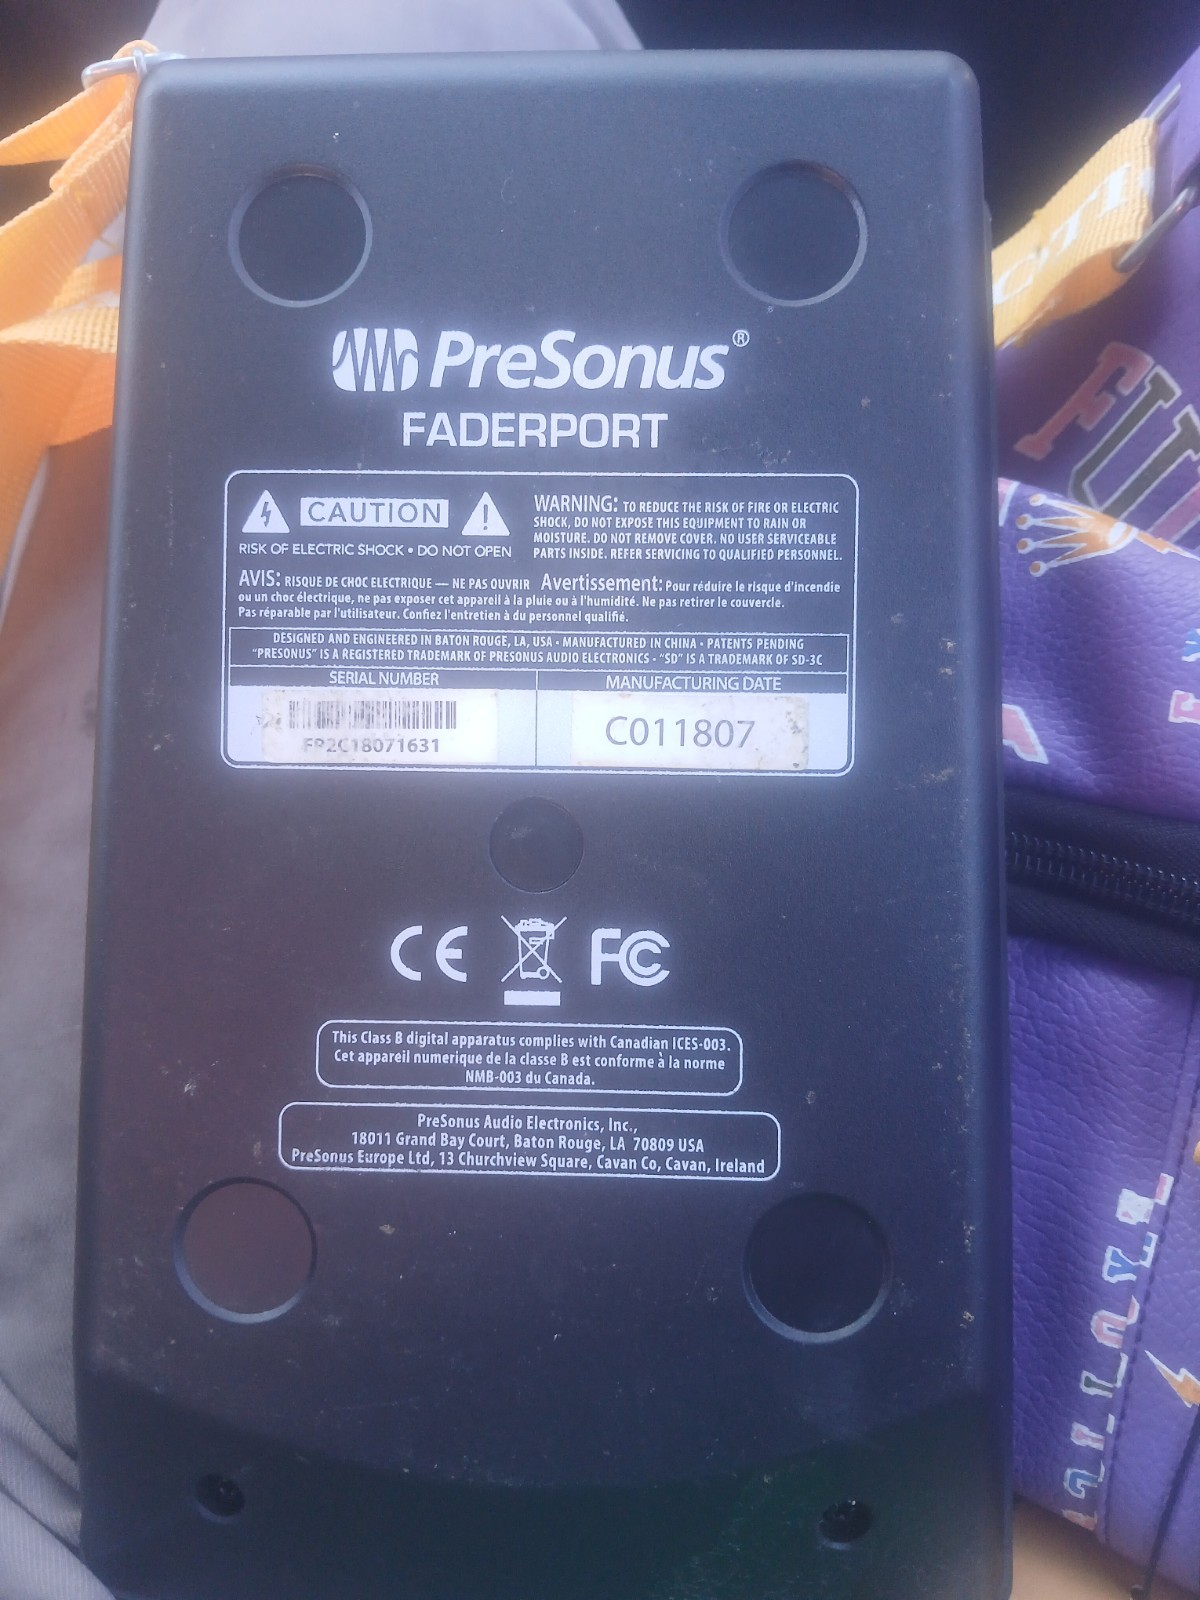 PreSonus®
FADERPORT
CAUTION
RISK OF ELECTRIC SHOCK • DO NOT OPEN
WARNING: TO REDUCE THE RISK OF FIRE OR ELECTRIC
SHOCK, DO NOT EXPOSE THIS EQUIPMENT TO RAIN OR
MOISTURE. DO NOT REMOVE COVER. NO USER SERVICEABLE
PARTS INSIDE. REFER SERVICING TO QUALIFIED PERSONNEL.
AVIS: RISQUE DE CHOC ELECTRIQUE — NE PAS OUVRIR Avertissement: Pour réduire le risque d'incendie
ou un choc électrique, ne pas exposer cet appareil à la pluie ou à l'humidité. Ne pas retirer le couvercle.
Pas réparable par l'utilisateur. Confiez l'entretien à du personnel qualifié.
DESIGNED AND ENGINEERED IN BATON ROUGE, LA, USA • MANUFACTURED IN CHINA • PATENTS PENDING
"PRESONUS" IS A REGISTERED TRADEMARK OF PRESONUS AUDIO ELECTRONICS • "SD" IS A TRADEMARK OF SD-3C
SERIAL NUMBER
MANUFACTURING DATE
FP2C18071631
C011807
CE
FC
This Class B digital apparatus complies with Canadian ICES-003.
Cet appareil numerique de la classe B est conforme à la norme
NMB-003 du Canada.
PreSonus Audio Electronics, Inc.,
18011 Grand Bay Court, Baton Rouge, LA 70809 USA
PreSonus Europe Ltd, 13 Churchview Square, Cavan Co, Cavan, Ireland